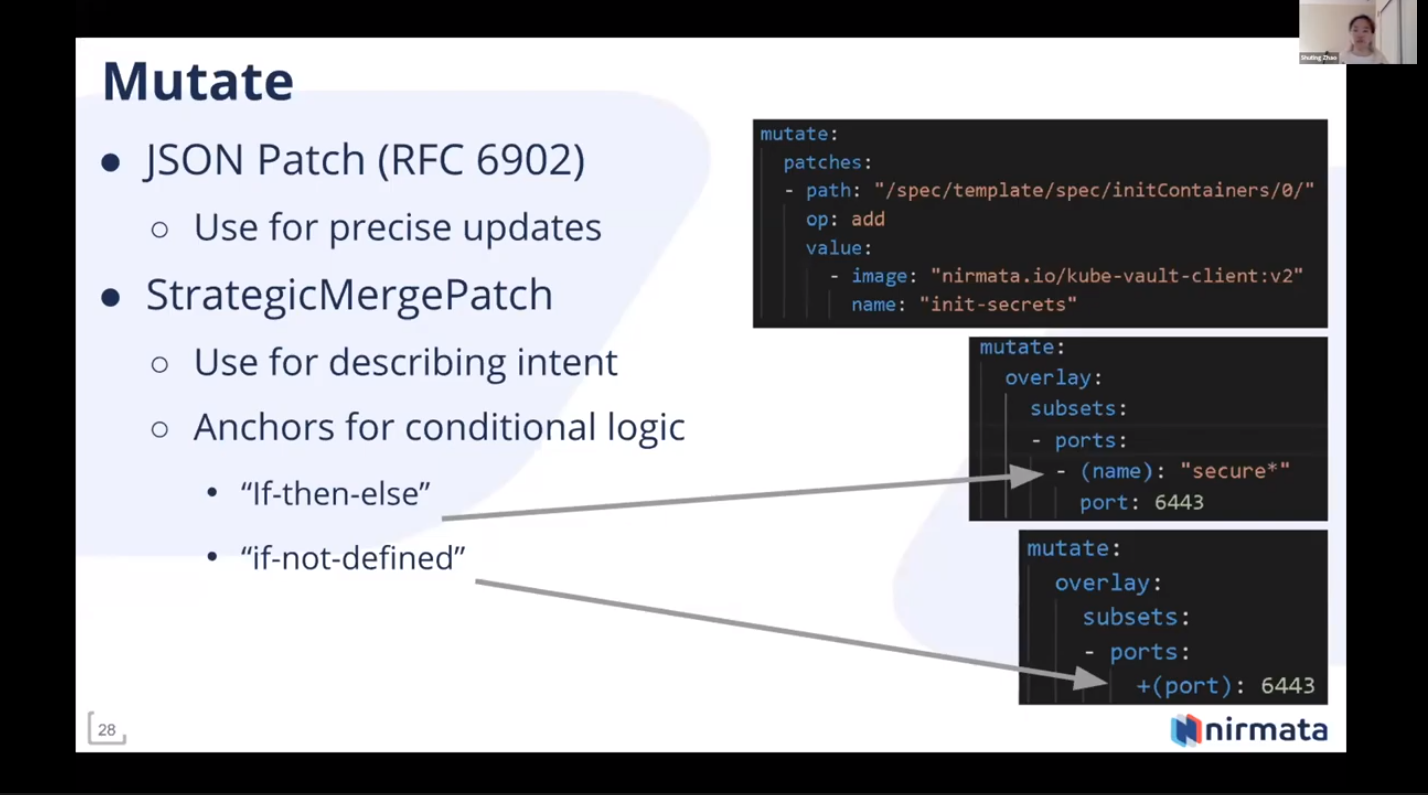 Mutate
● JSON Patch (RFC 6902)
○ Use for precise updates
● StrategicMergePatch
○ Use for describing intent
○ Anchors for conditional logic
• “If-then-else”
• “if-not-defined”
mutate:
patches:
- path: "/spec/template/spec/initContainers/0/"
op: add
value:
- image: "nirmata.io/kube-vault-client:v2"
name: "init-secrets"
mutate:
overlay:
subsets:
- ports:
- (name): "secure*"
port: 6443
mutate:
overlay:
subsets:
- ports:
+(port): 6443
28
nirmata
Shuting Zhao